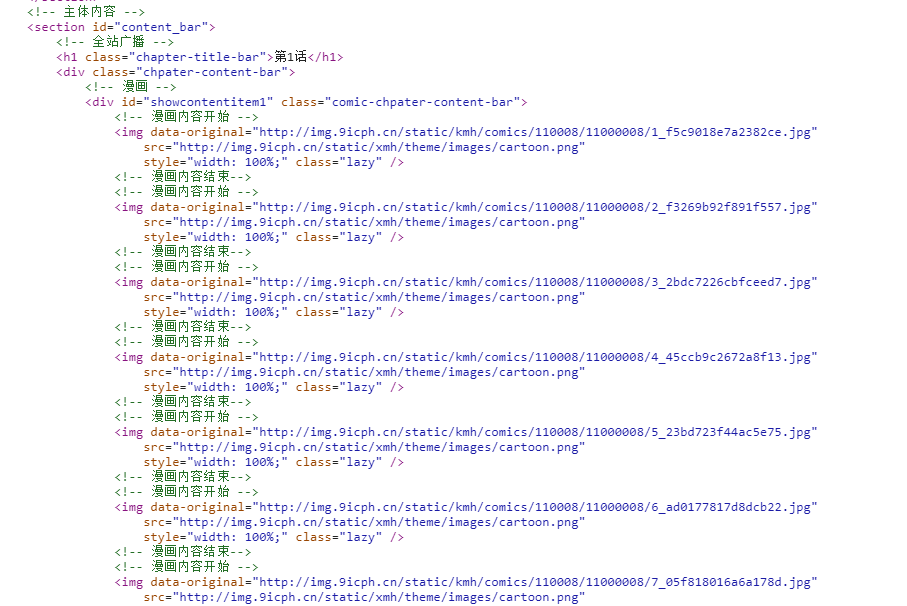 <!-- 主体内容 -->
<section id="content_bar">
<!-- 全站广播 -->
<h1 class="chapter-title-bar">第1话</h1>
<div class="chpater-content-bar">
<!-- 漫画 -->
<div id="showcontentitem1" class="comic-chpater-content-bar">
<!-- 漫画内容开始 -->
<img data-original="http://img.9icph.cn/static/kmh/comics/110008/11000008/1_f5c9018e7a2382ce.jpg"
src="http://img.9icph.cn/static/xmh/theme/images/cartoon.png"
style="width: 100%;" class="lazy" />
<!-- 漫画内容结束-->
<!-- 漫画内容开始 -->
<img data-original="http://img.9icph.cn/static/kmh/comics/110008/11000008/2_f3269b92f891f557.jpg"
src="http://img.9icph.cn/static/xmh/theme/images/cartoon.png"
style="width: 100%;" class="lazy" />
<!-- 漫画内容结束-->
<!-- 漫画内容开始 -->
<img data-original="http://img.9icph.cn/static/kmh/comics/110008/11000008/3_2bdc7226cbfceed7.jpg"
src="http://img.9icph.cn/static/xmh/theme/images/cartoon.png"
style="width: 100%;" class="lazy" />
<!-- 漫画内容结束-->
<!-- 漫画内容开始 -->
<img data-original="http://img.9icph.cn/static/kmh/comics/110008/11000008/4_45ccb9c2672a8f13.jpg"
src="http://img.9icph.cn/static/xmh/theme/images/cartoon.png"
style="width: 100%;" class="lazy" />
<!-- 漫画内容结束-->
<!-- 漫画内容开始 -->
<img data-original="http://img.9icph.cn/static/kmh/comics/110008/11000008/5_23bd723f44ac5e75.jpg"
src="http://img.9icph.cn/static/xmh/theme/images/cartoon.png"
style="width: 100%;" class="lazy" />
<!-- 漫画内容结束-->
<!-- 漫画内容开始 -->
<img data-original="http://img.9icph.cn/static/kmh/comics/110008/11000008/6_ad0177817d8dcb22.jpg"
src="http://img.9icph.cn/static/xmh/theme/images/cartoon.png"
style="width: 100%;" class="lazy" />
<!-- 漫画内容结束-->
<!-- 漫画内容开始 -->
<img data-original="http://img.9icph.cn/static/kmh/comics/110008/11000008/7_05f818016a6a178d.jpg"
src="http://img.9icph.cn/static/xmh/theme/images/cartoon.png"